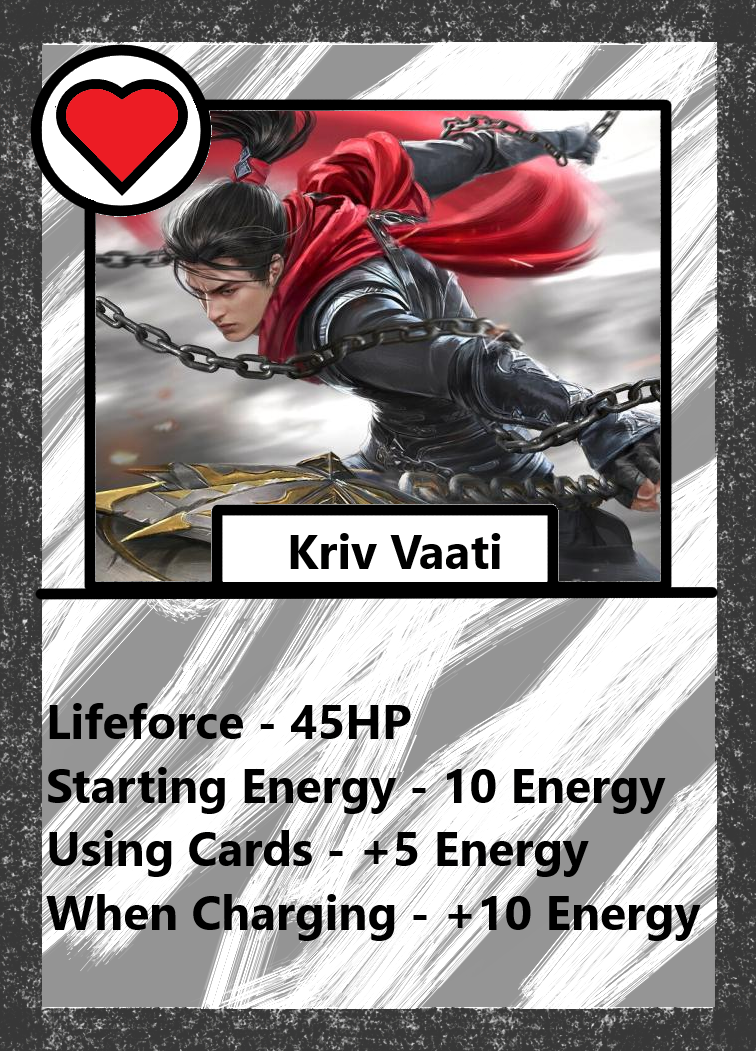 Kriv Vaati
Lifeforce - 45HP
Starting Energy - 10 Energy
Using Cards - +5 Energy
When Charging - +10 Energy